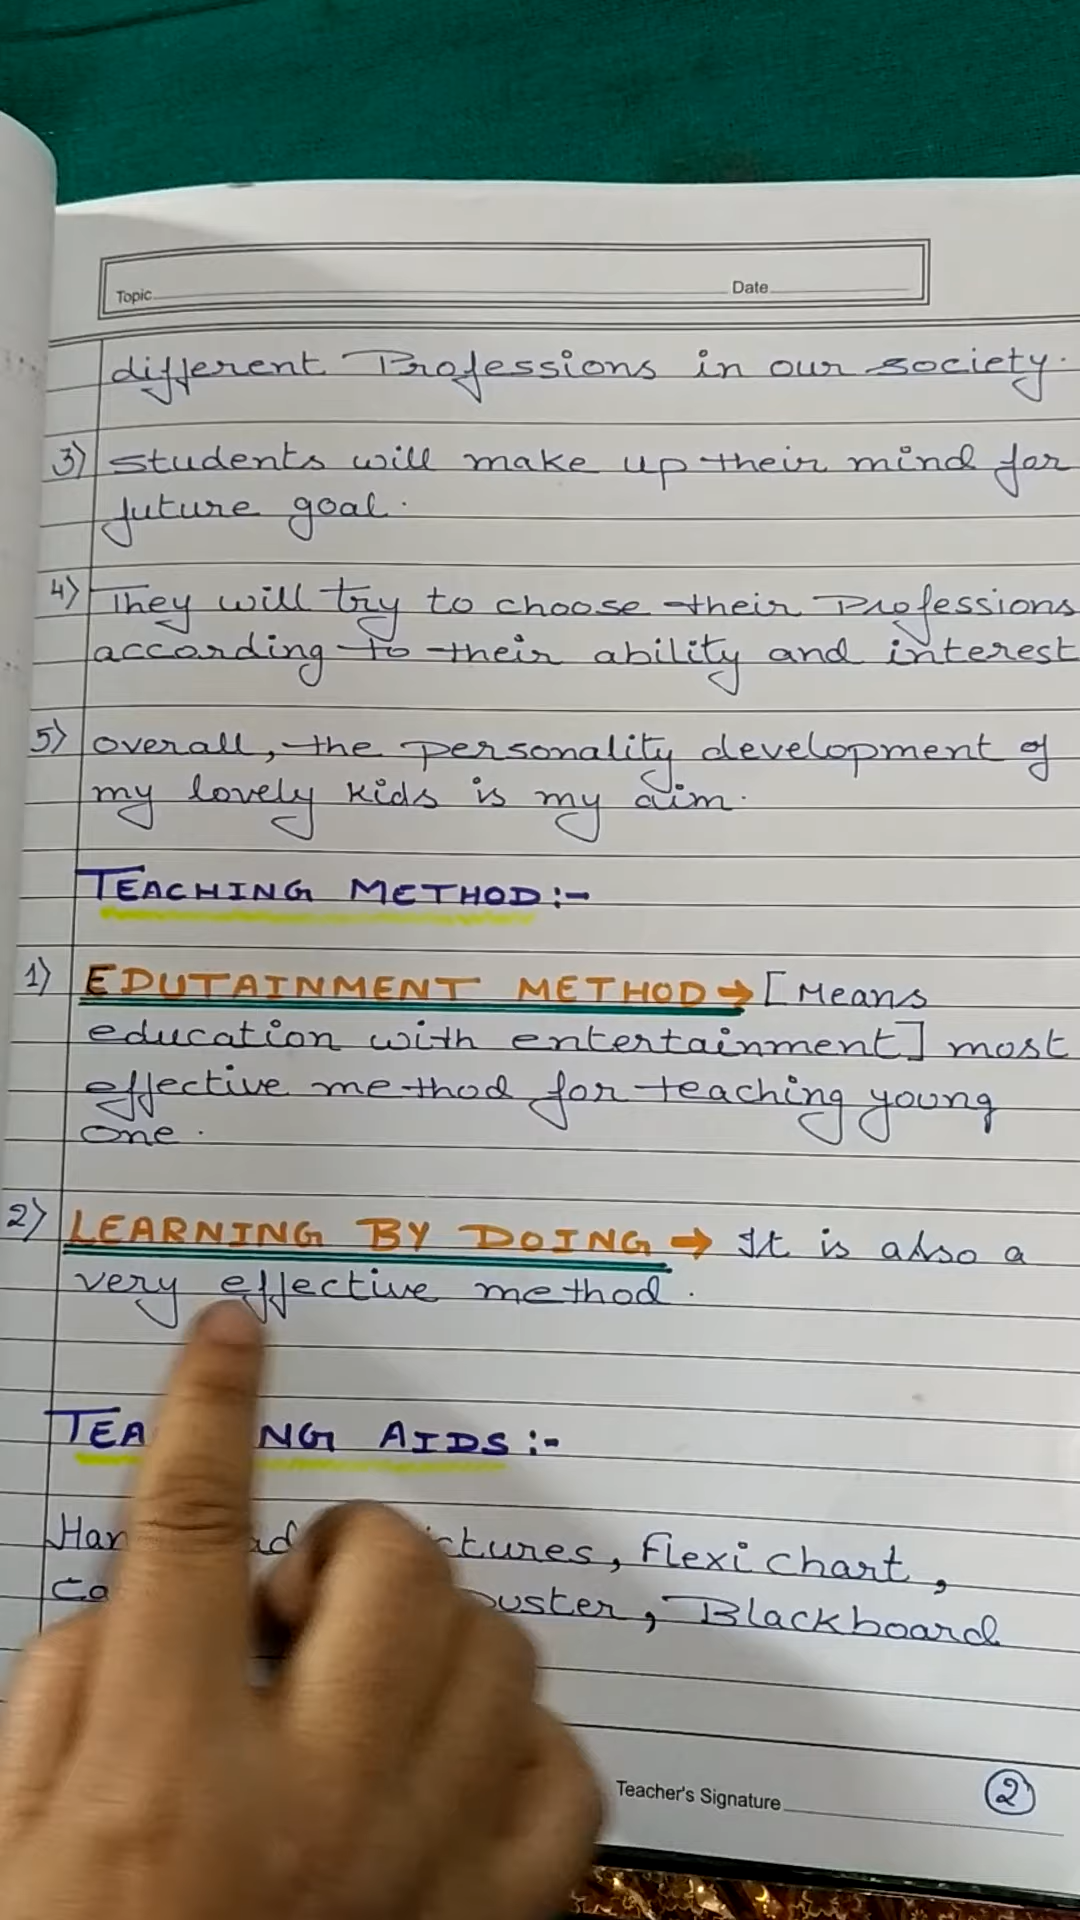 Topic
Date
different Professions in our society.
3) Students will make up their mind for
future goal.
4) They will try to choose their Professions
according to their ability and interest
5) overall, the personality development of
my lovely kids is my aim.
TEACHING METHOD:-
1) EDUTAINMENT METHOD → [Means
education with entertainment] most
effective method for teaching young
one.
2) LEARNING BY DOING → It is also a
very effective method.
AIDS:-
Flexi chart,
Blackboard
Teacher's Signature
2